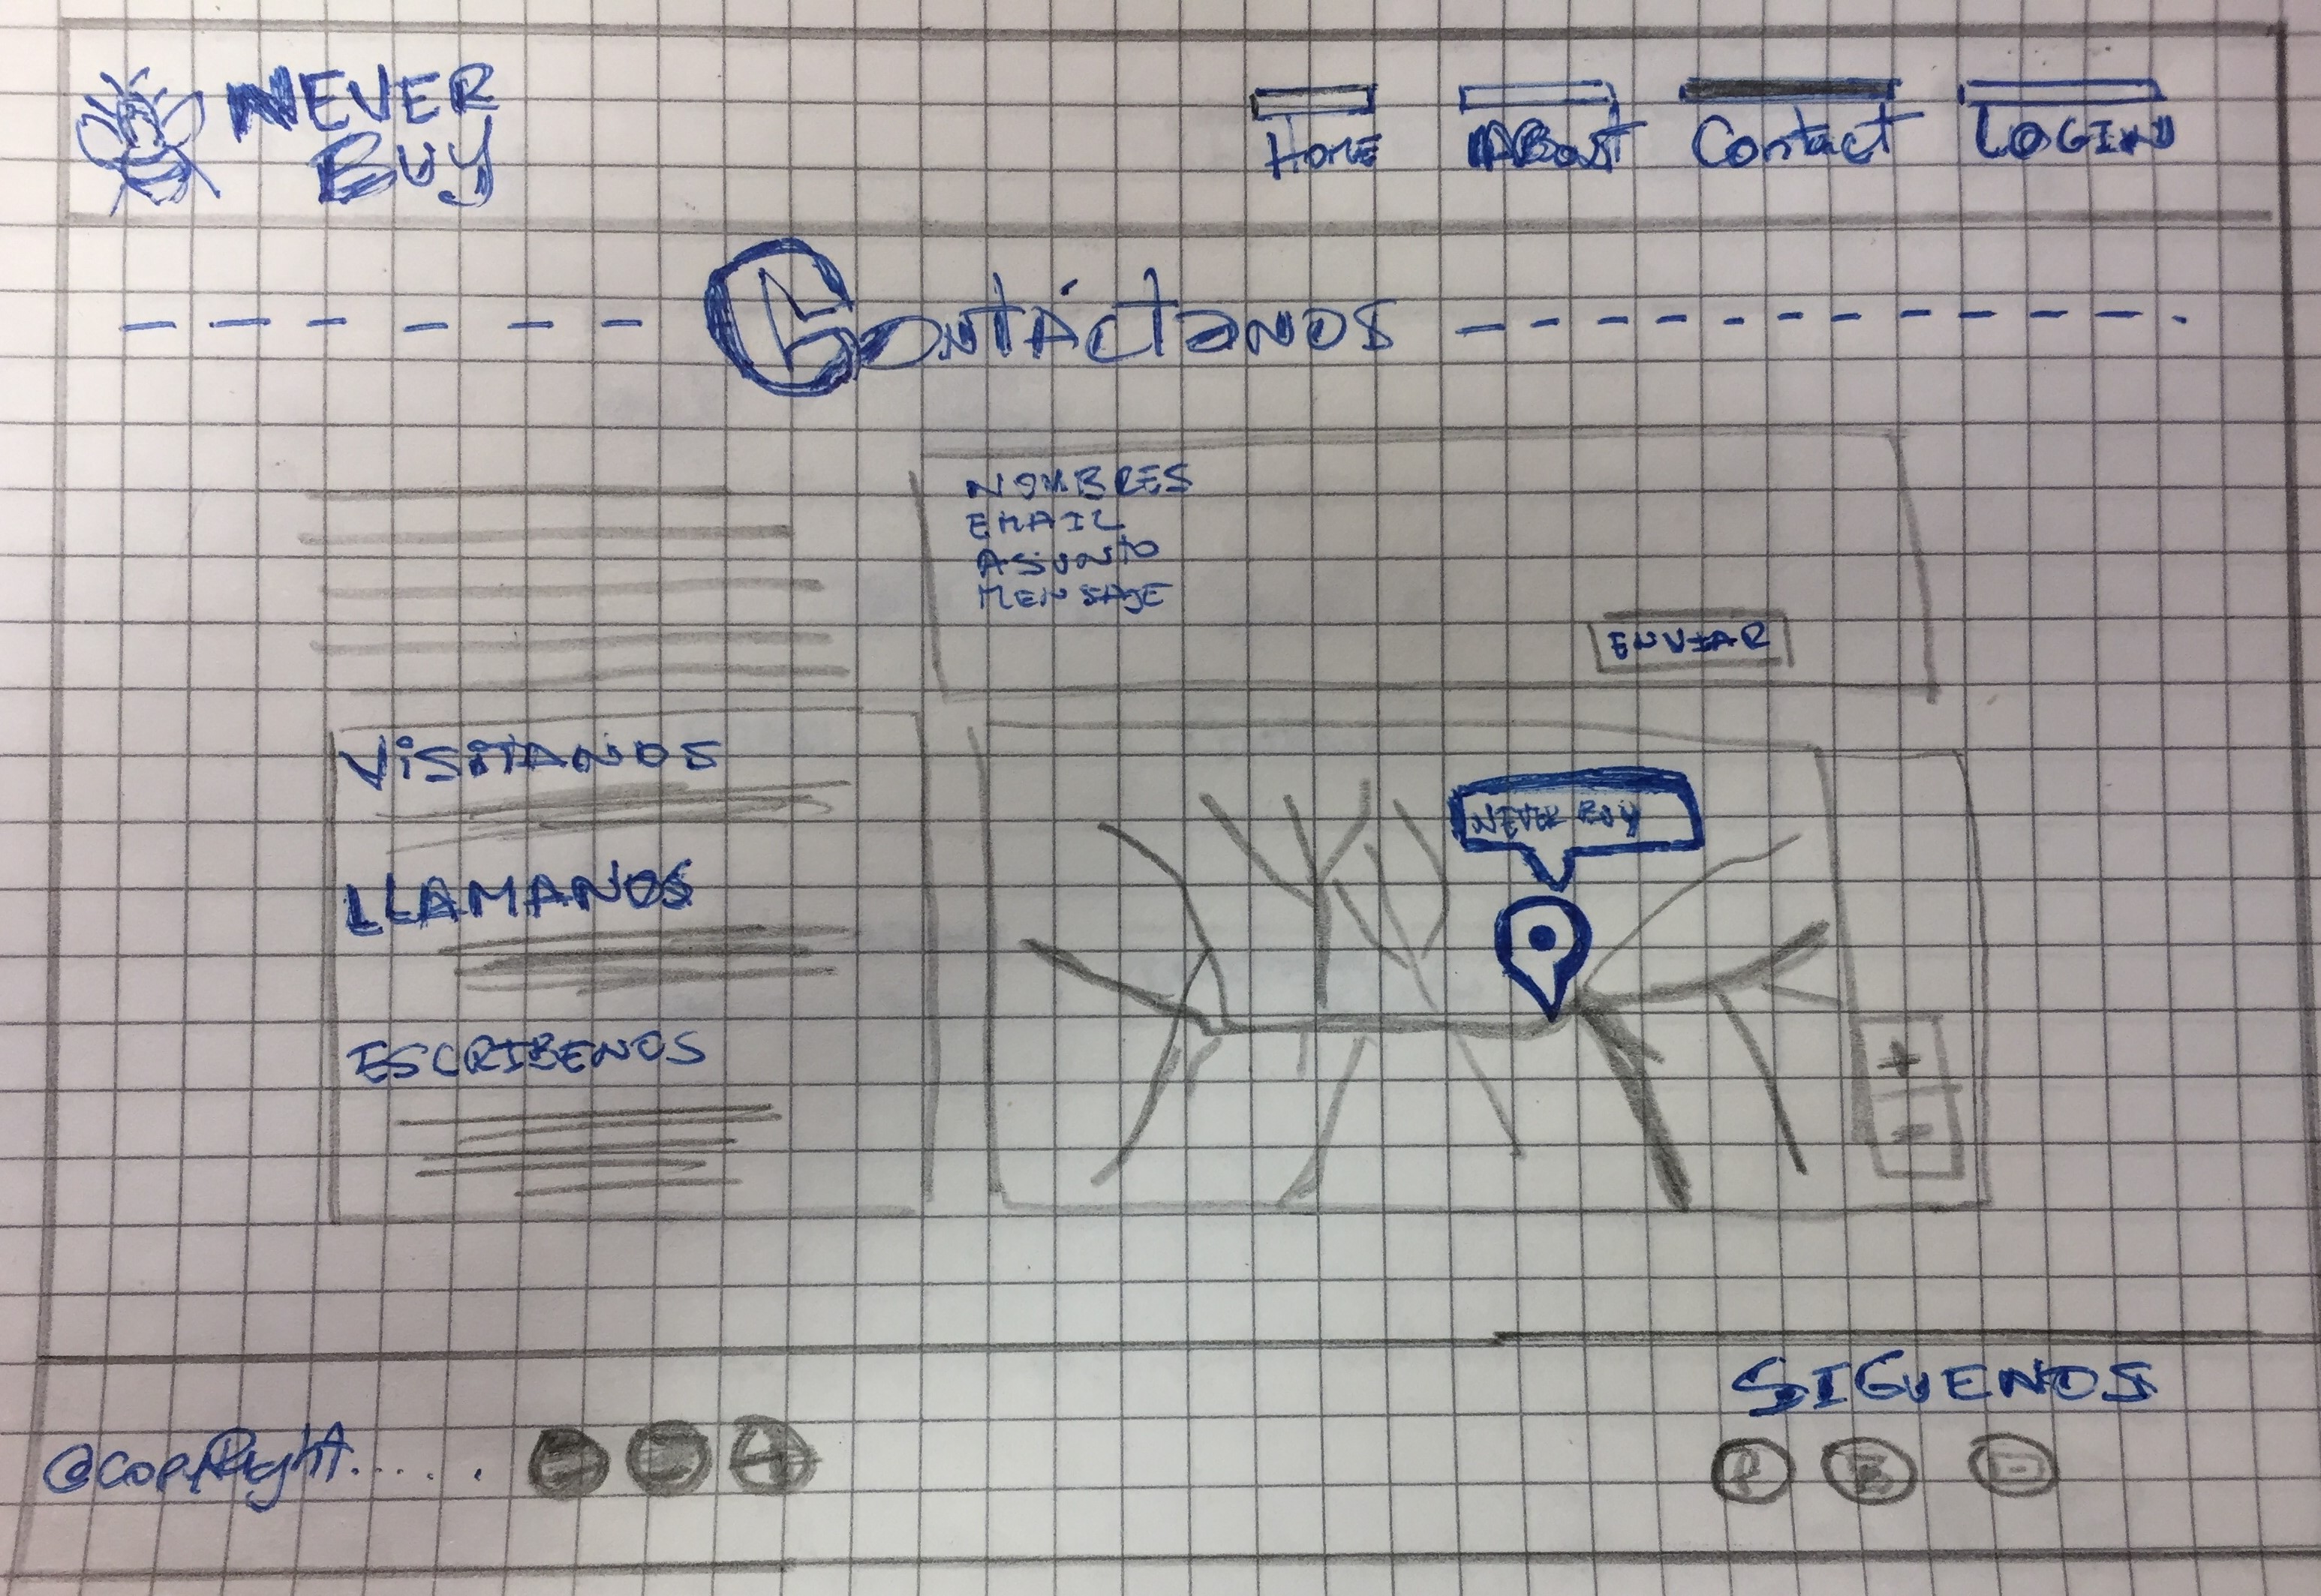 NEVER
BUY
HOME ABOUT Contact LOGIN
Contáctanos
NOMBRES
EMAIL
ASUNTO
MENSAJE
ENVIAR
VISITANOS
NEVER BUY
LLAMANOS
+
ESCRIBENOS
-
SIGUENOS
@CopyRight.....